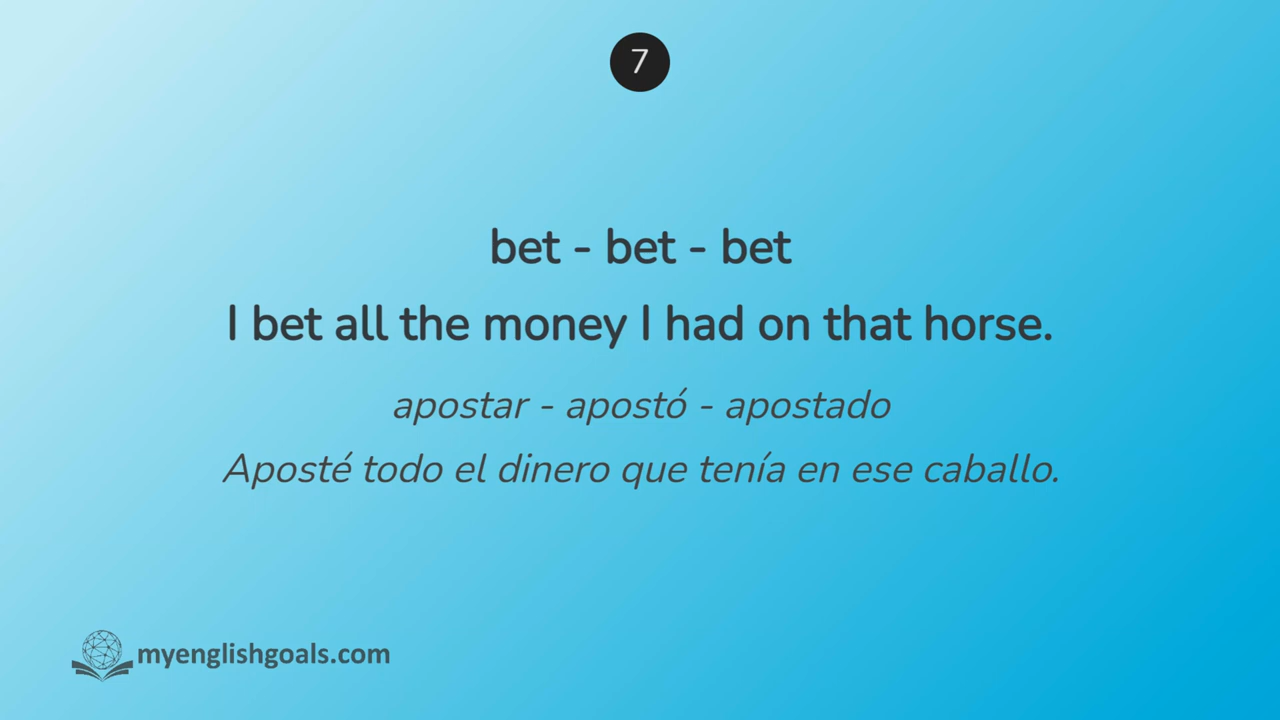 7
bet - bet - bet
I bet all the money I had on that horse.
apostar - apostó - apostado
Aposté todo el dinero que tenía en ese caballo.
myenglishgoals.com